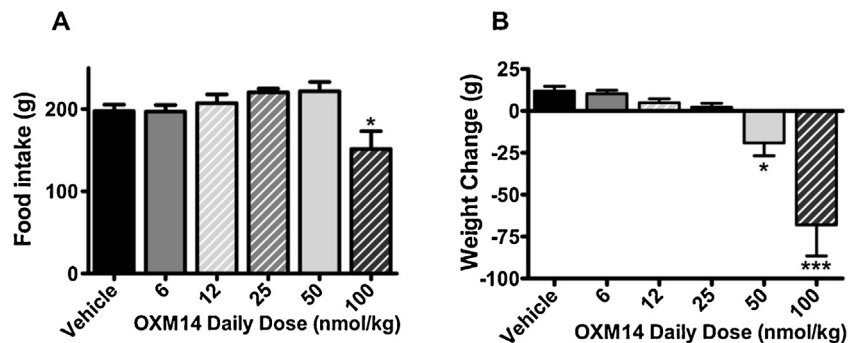 A
Food intake (g)
200
100
0
*
Vehicle 6 12 25 50 100
OXM14 Daily Dose (nmol/kg)
B
Weight Change (g)
25
0
-25
-50
-75
-100
*
***
Vehicle 6 12 25 50 100
OXM14 Daily Dose (nmol/kg)